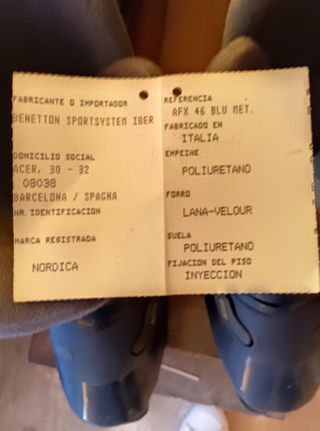 FABRICANTE O IMPORTADOR
BENETTON SPORTSYSTEM IBER
DOMICILIO SOCIAL
ACER, 30 - 32
08038
BARCELONA / SPAGNA
NR. IDENTIFICACION
MARCA REGISTRADA
NORDICA
REFERENCIA
AFX 46 BLU MET.
FABRICADO EN
ITALIA
EMPEINE
POLIURETANO
FORRO
LANA-VELOUR
SUELA
POLIURETANO
FIJACION DEL PISO
INYECCION